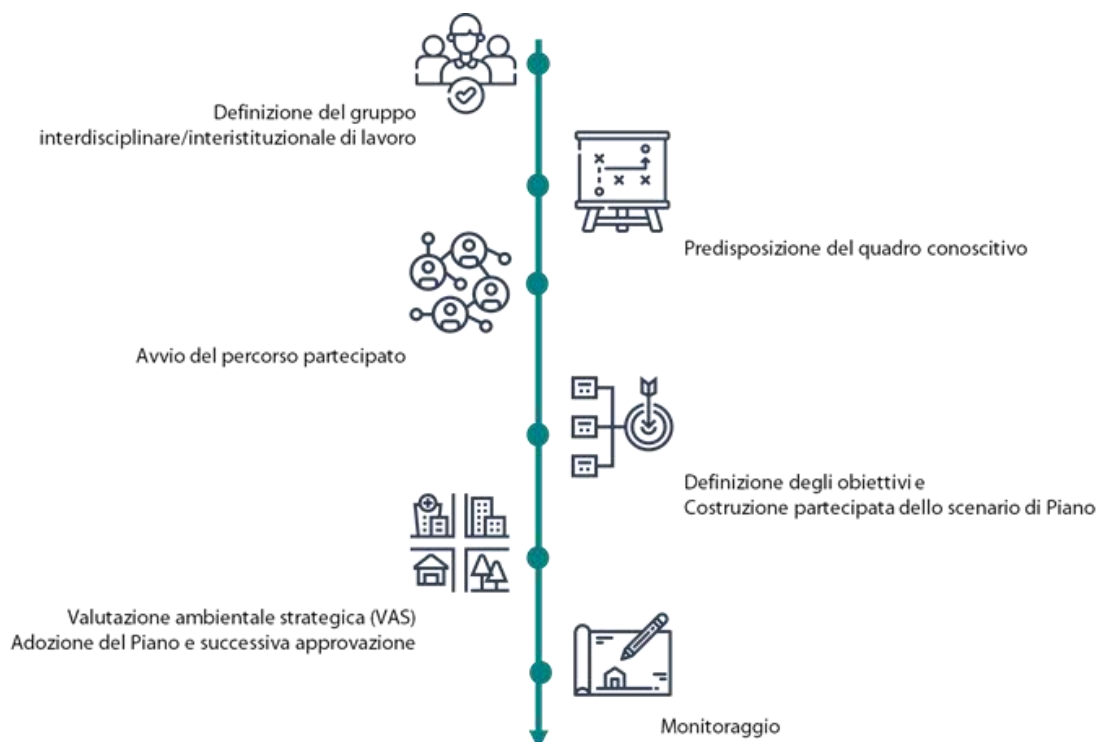 Definizione del gruppo
interdisciplinare/interistituzionale di lavoro
Predisposizione del quadro conoscitivo
Avvio del percorso partecipato
Definizione degli obiettivi e
Costruzione partecipata dello scenario di Piano
Valutazione ambientale strategica (VAS)
Adozione del Piano e successiva approvazione
Monitoraggio